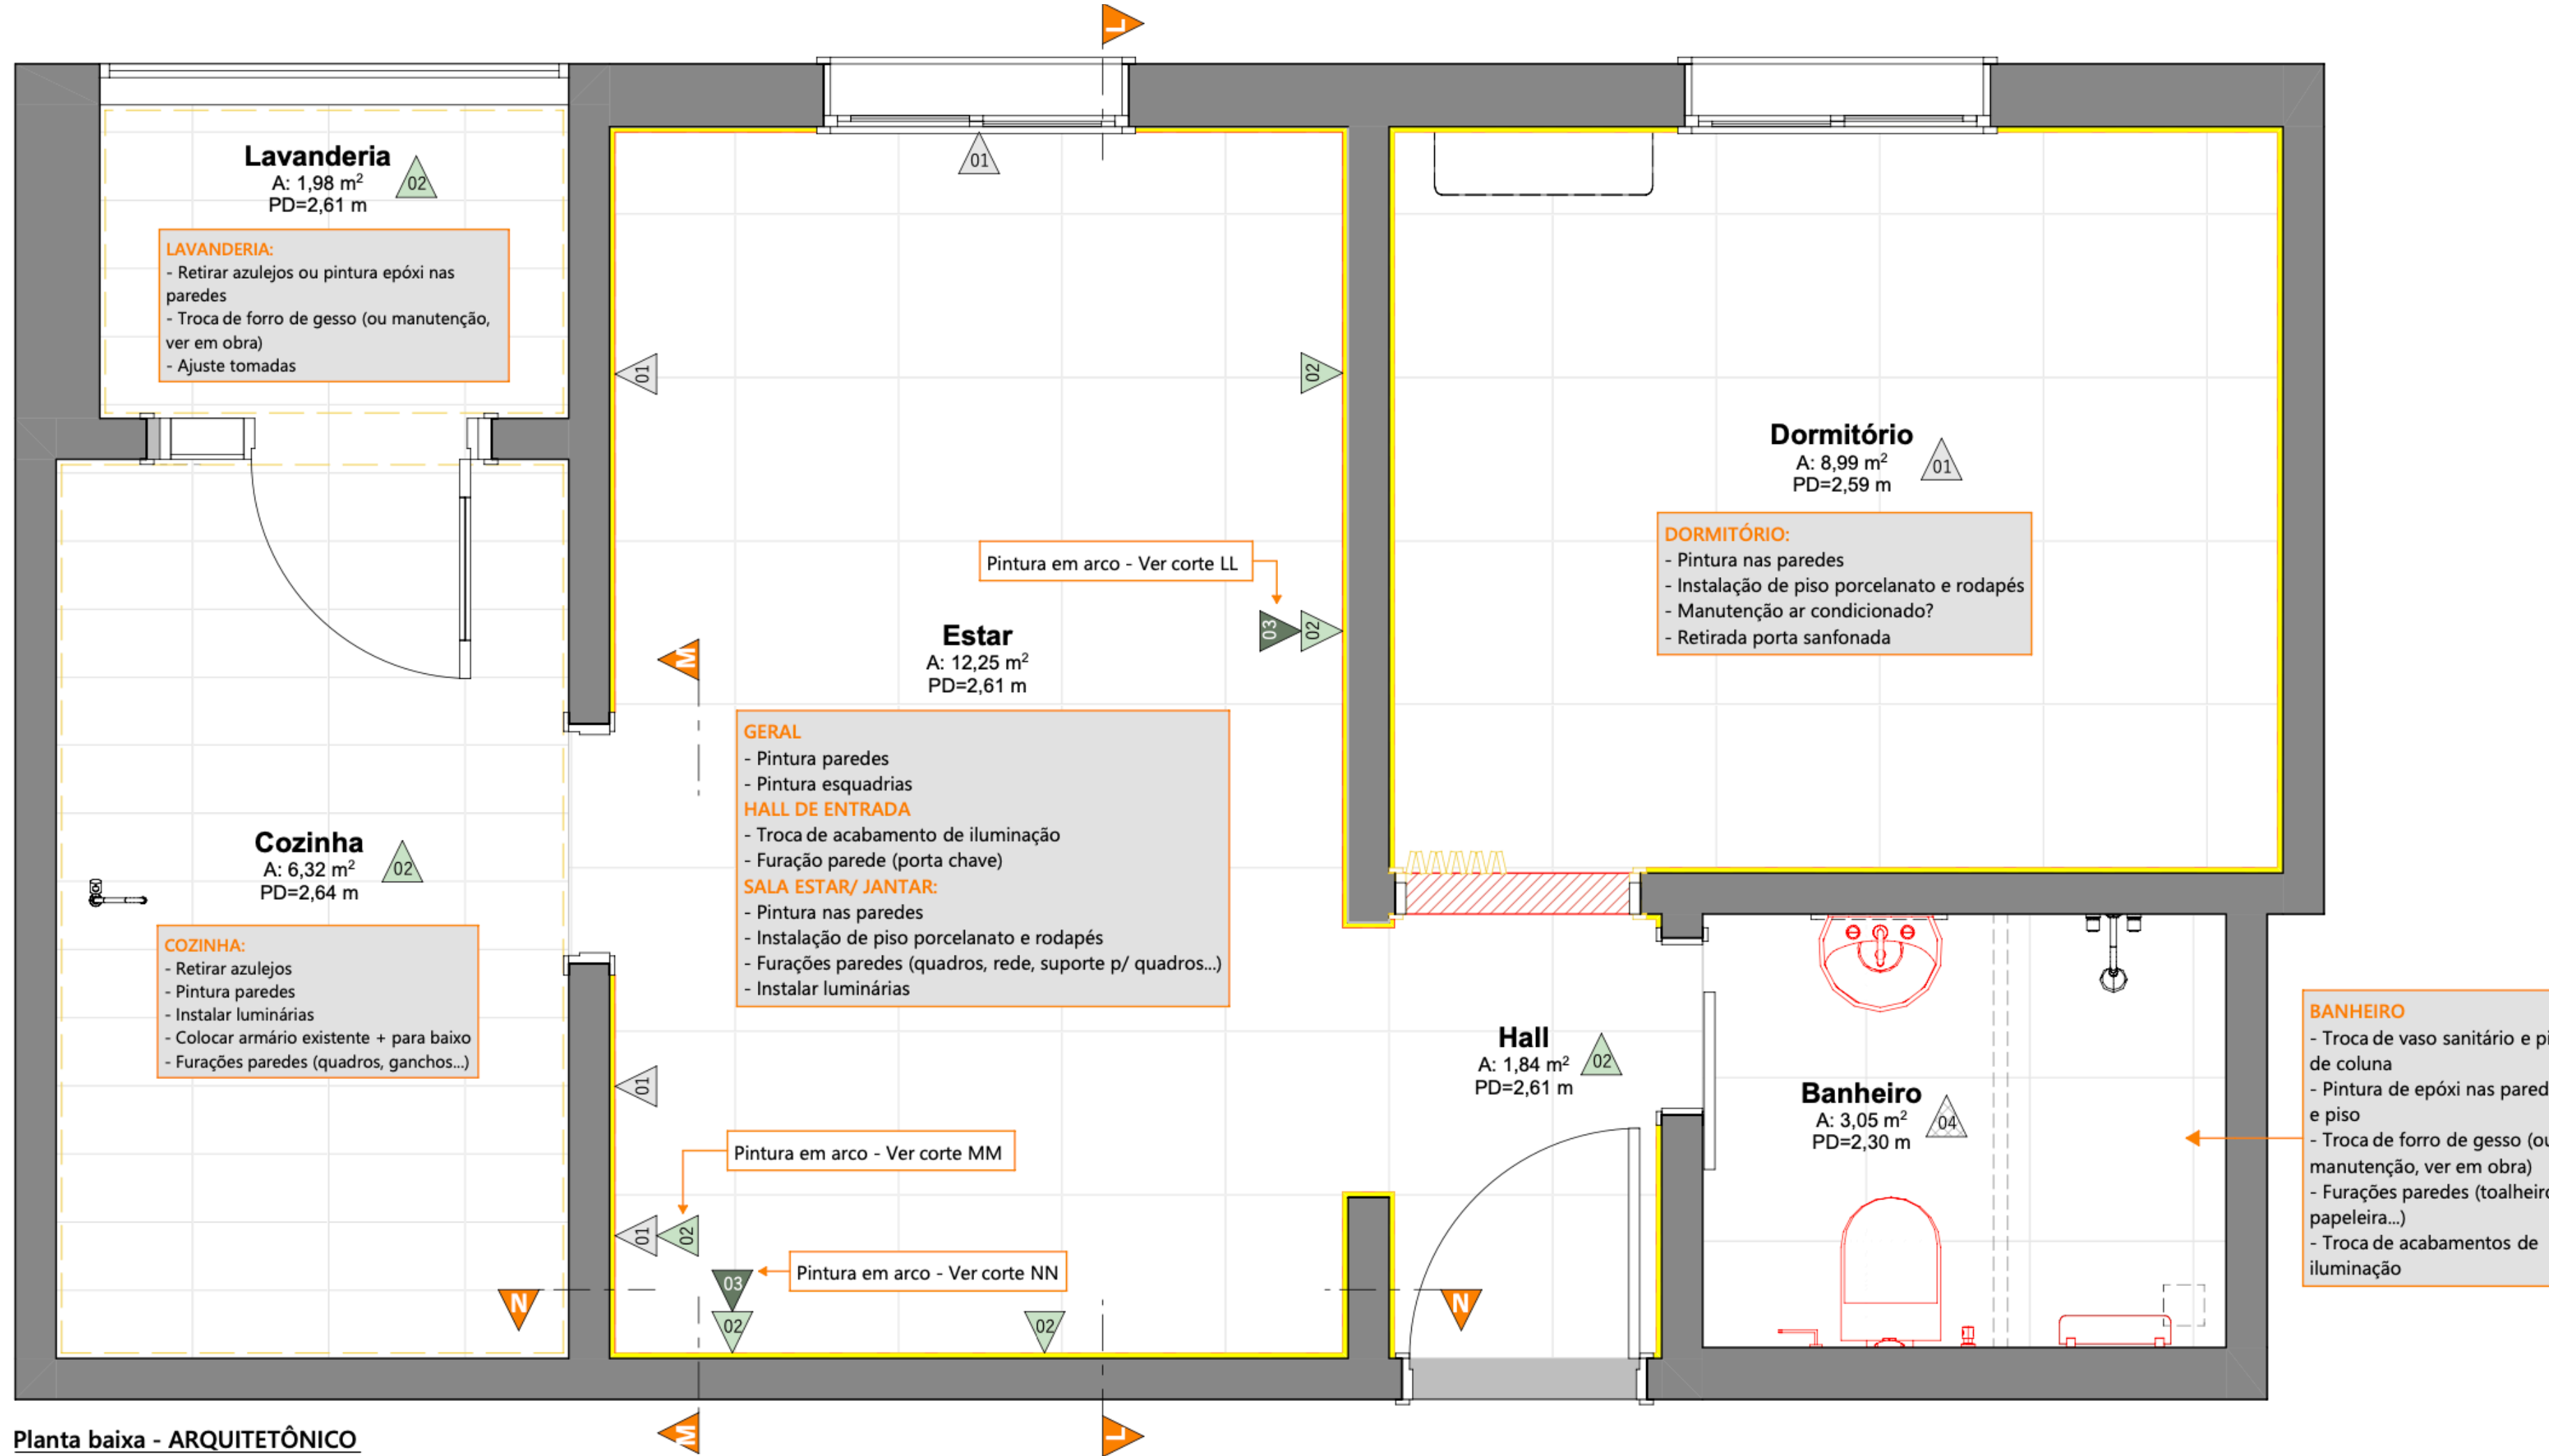 L
Lavanderia
A: 1,98 m²
PD=2,61 m
02
LAVANDERIA:
- Retirar azulejos ou pintura epóxi nas
paredes
- Troca de forro de gesso (ou manutenção,
ver em obra)
- Ajuste tomadas
01
01
02
Dormitório
A: 8,99 m²
PD=2,59 m
01
DORMITÓRIO:
- Pintura nas paredes
- Instalação de piso porcelanato e rodapés
- Manutenção ar condicionado?
- Retirada porta sanfonada
Pintura em arco - Ver corte LL
03
02
M
Estar
A: 12,25 m²
PD=2,61 m
GERAL
- Pintura paredes
- Pintura esquadrias
HALL DE ENTRADA
- Troca de acabamento de iluminação
- Furação parede (porta chave)
SALA ESTAR/ JANTAR:
- Pintura nas paredes
- Instalação de piso porcelanato e rodapés
- Furações paredes (quadros, rede, suporte p/ quadros...)
- Instalar luminárias
Cozinha
A: 6,32 m²
PD=2,64 m
02
COZINHA:
- Retirar azulejos
- Pintura paredes
- Instalar luminárias
- Colocar armário existente + para baixo
- Furações paredes (quadros, ganchos...)
Hall
A: 1,84 m²
PD=2,61 m
02
Banheiro
A: 3,05 m²
PD=2,30 m
04
BANHEIRO
- Troca de vaso sanitário e
de coluna
- Pintura de epóxi nas
e piso
- Troca de forro de gesso
manutenção, ver em obra)
- Furações paredes
papeleira...)
- Troca de acabamentos de
iluminação
01
Pintura em arco - Ver corte MM
01
02
03
Pintura em arco - Ver corte NN
N
02
02
N
M
L
Planta baixa - ARQUITETÔNICO